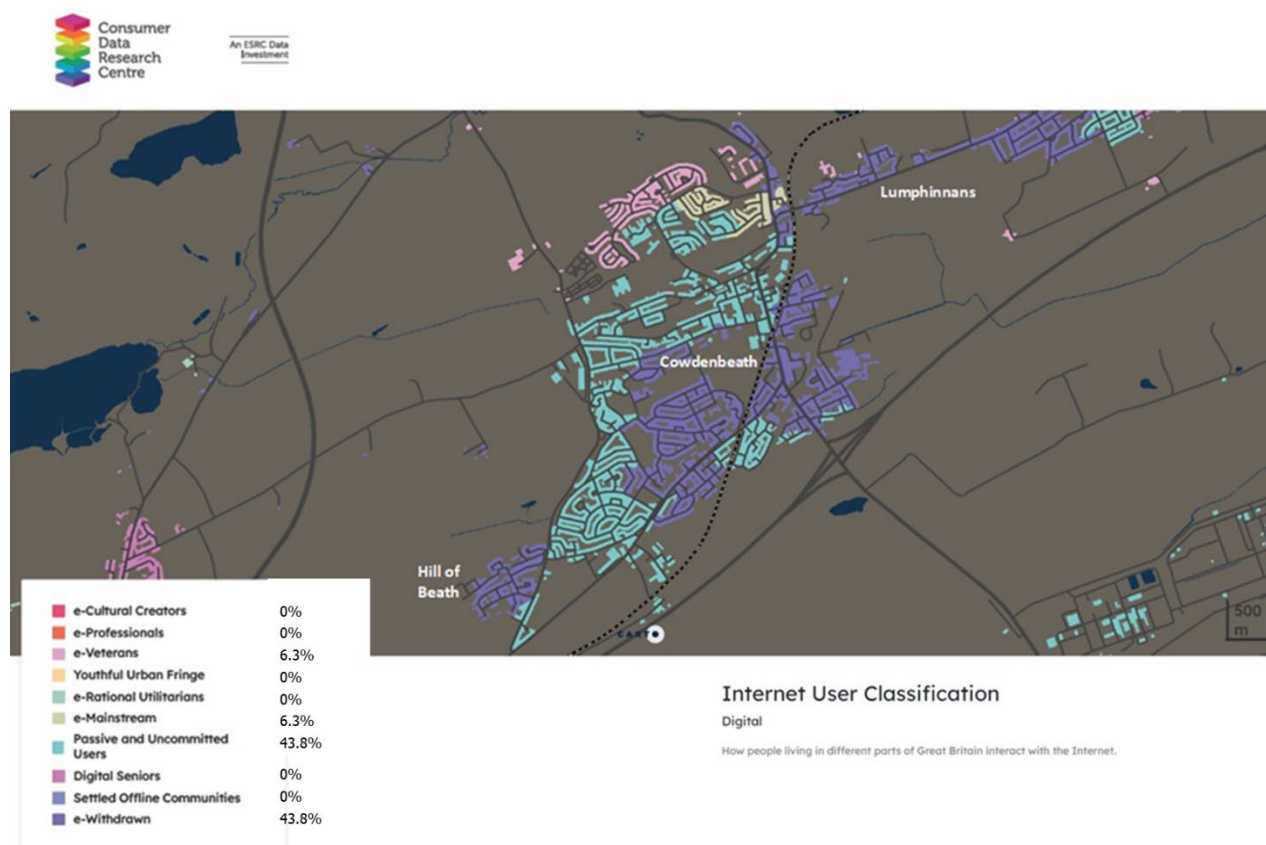 Consumer
Data
Research
Centre
An ESRC Data
Investment
Lumphinnans
Cowdenbeath
Hill of
Beath
CARTO
500
m
e-Cultural Creators 0%
e-Professionals 0%
e-Veterans 6.3%
Youthful Urban Fringe 0%
e-Rational Utilitarians 0%
e-Mainstream 6.3%
Passive and Uncommitted 43.8%
Users
Digital Seniors 0%
Settled Offline Communities 0%
e-Withdrawn 43.8%
Internet User Classification
Digital
How people living in different parts of Great Britain interact with the Internet.